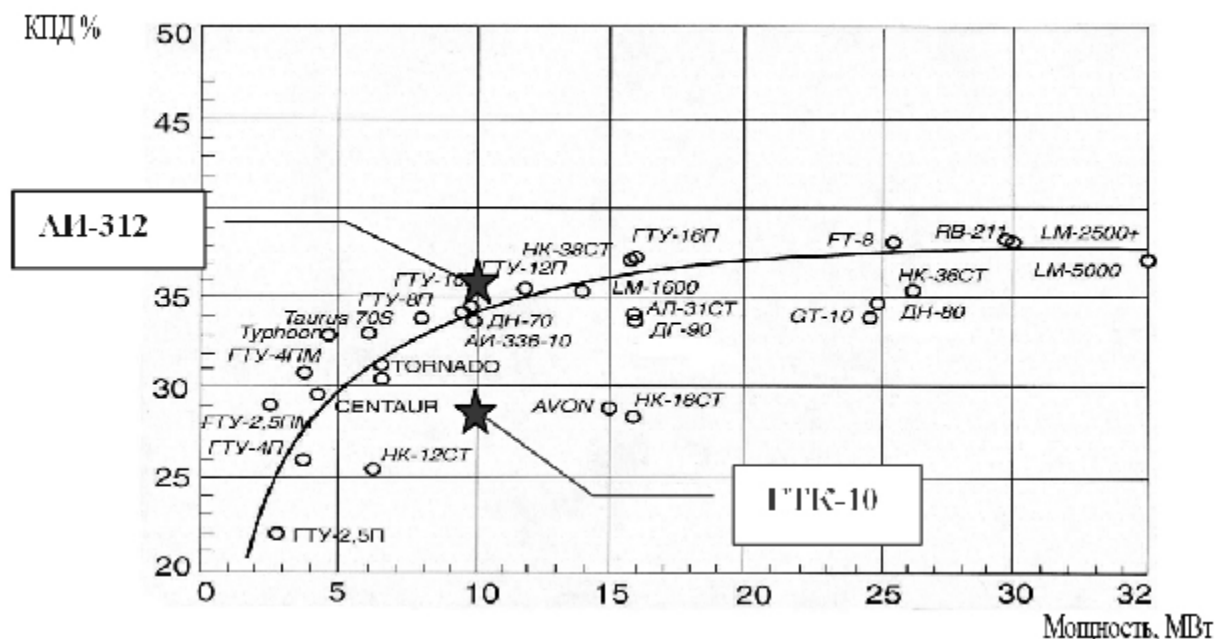 КПД %
50
45
АИ-312
НК-38СТ
ГТУ-16П
FT-8
RB-211
LM-2500+
ГТУ-12П
ГТУ-10
НК-36СТ
LM-5000
35
ГТУ-8П
LM-1600
Taurus 70S
АЛ-31СТ
Typhoon
ДН-70
ДГ-90
GT-10
ДН-80
АИ-336-10
ГТУ-4ПМ
TORNADO
30
CENTAUR
AVON
НК-16СТ
ГТУ-2,5ПМ
ГТУ-4П
НК-12СТ
25
ГТК-10
ГТУ-2,5П
20
0 5 10 15 20 25 30 32
Мощность, МВт